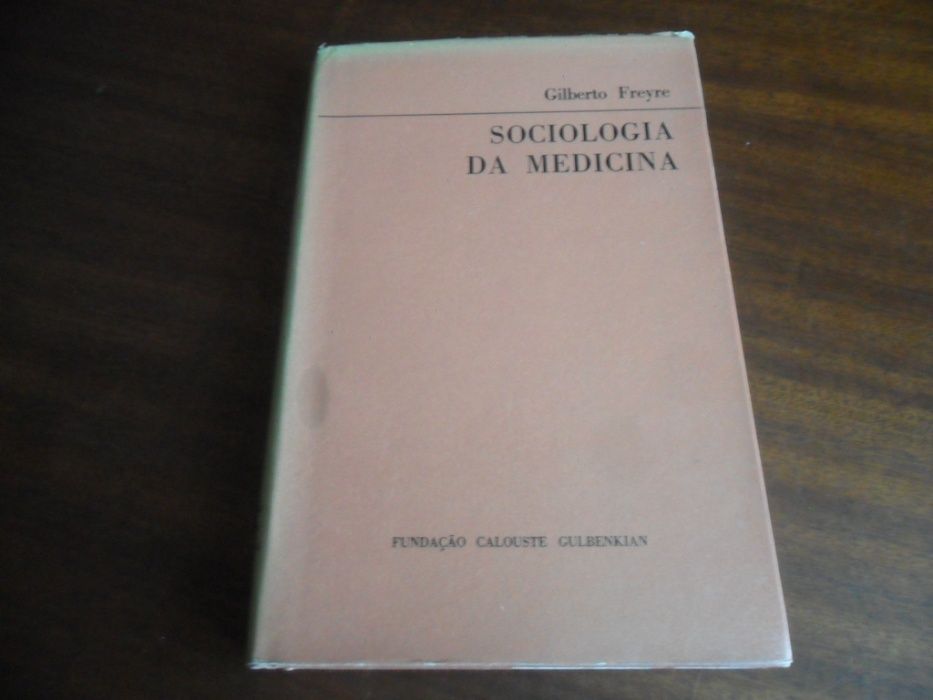 Gilberto Freyre
SOCIOLOGIA
DA MEDICINA
FUNDAÇÃO CALOUSTE GULBENKIAN